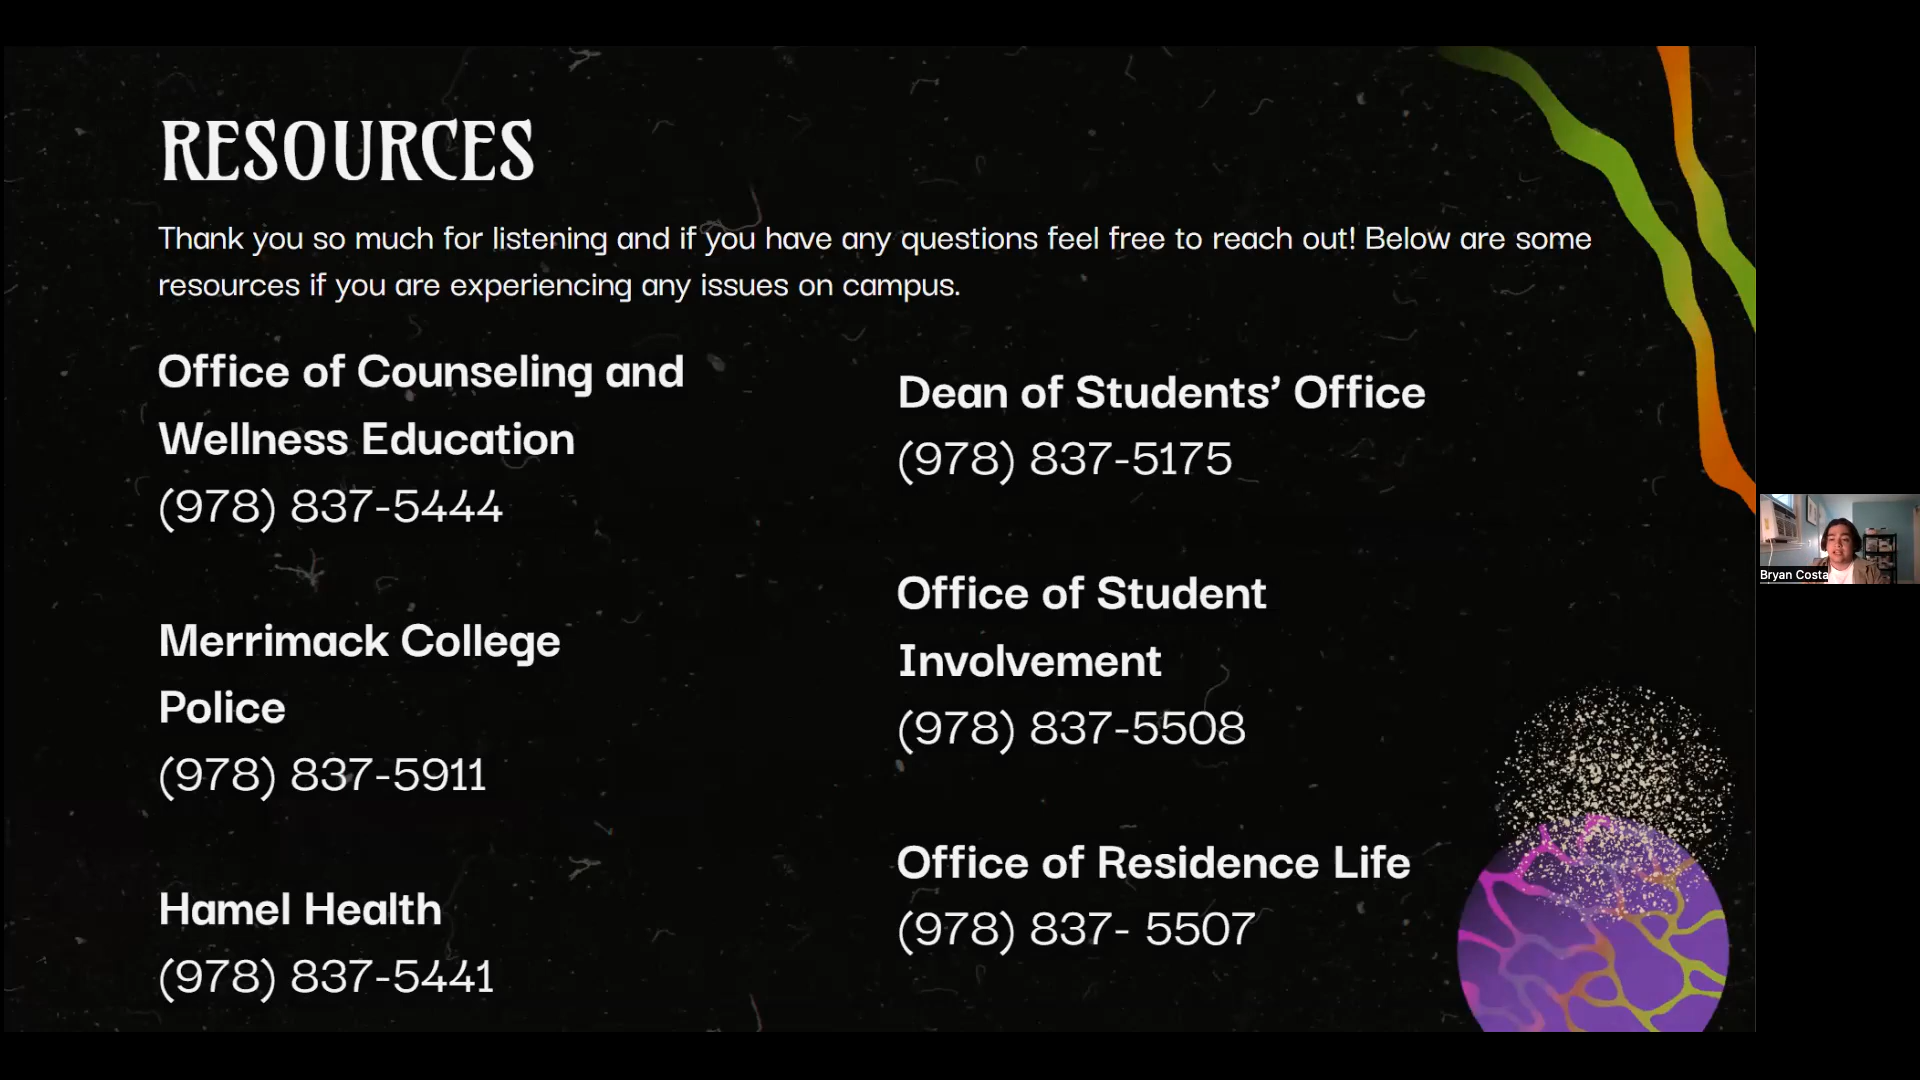 RESOURCES
Thank you so much for listening and if you have any questions feel free to reach out! Below are some
resources if you are experiencing any issues on campus.
Office of Counseling and
Wellness Education
(978) 837-5444
Merrimack College
Police
(978) 837-5911
Hamel Health
(978) 837-5441
Dean of Students’ Office
(978) 837-5175
Office of Student
Involvement
(978) 837-5508
Office of Residence Life
(978) 837- 5507
Bryan Costa